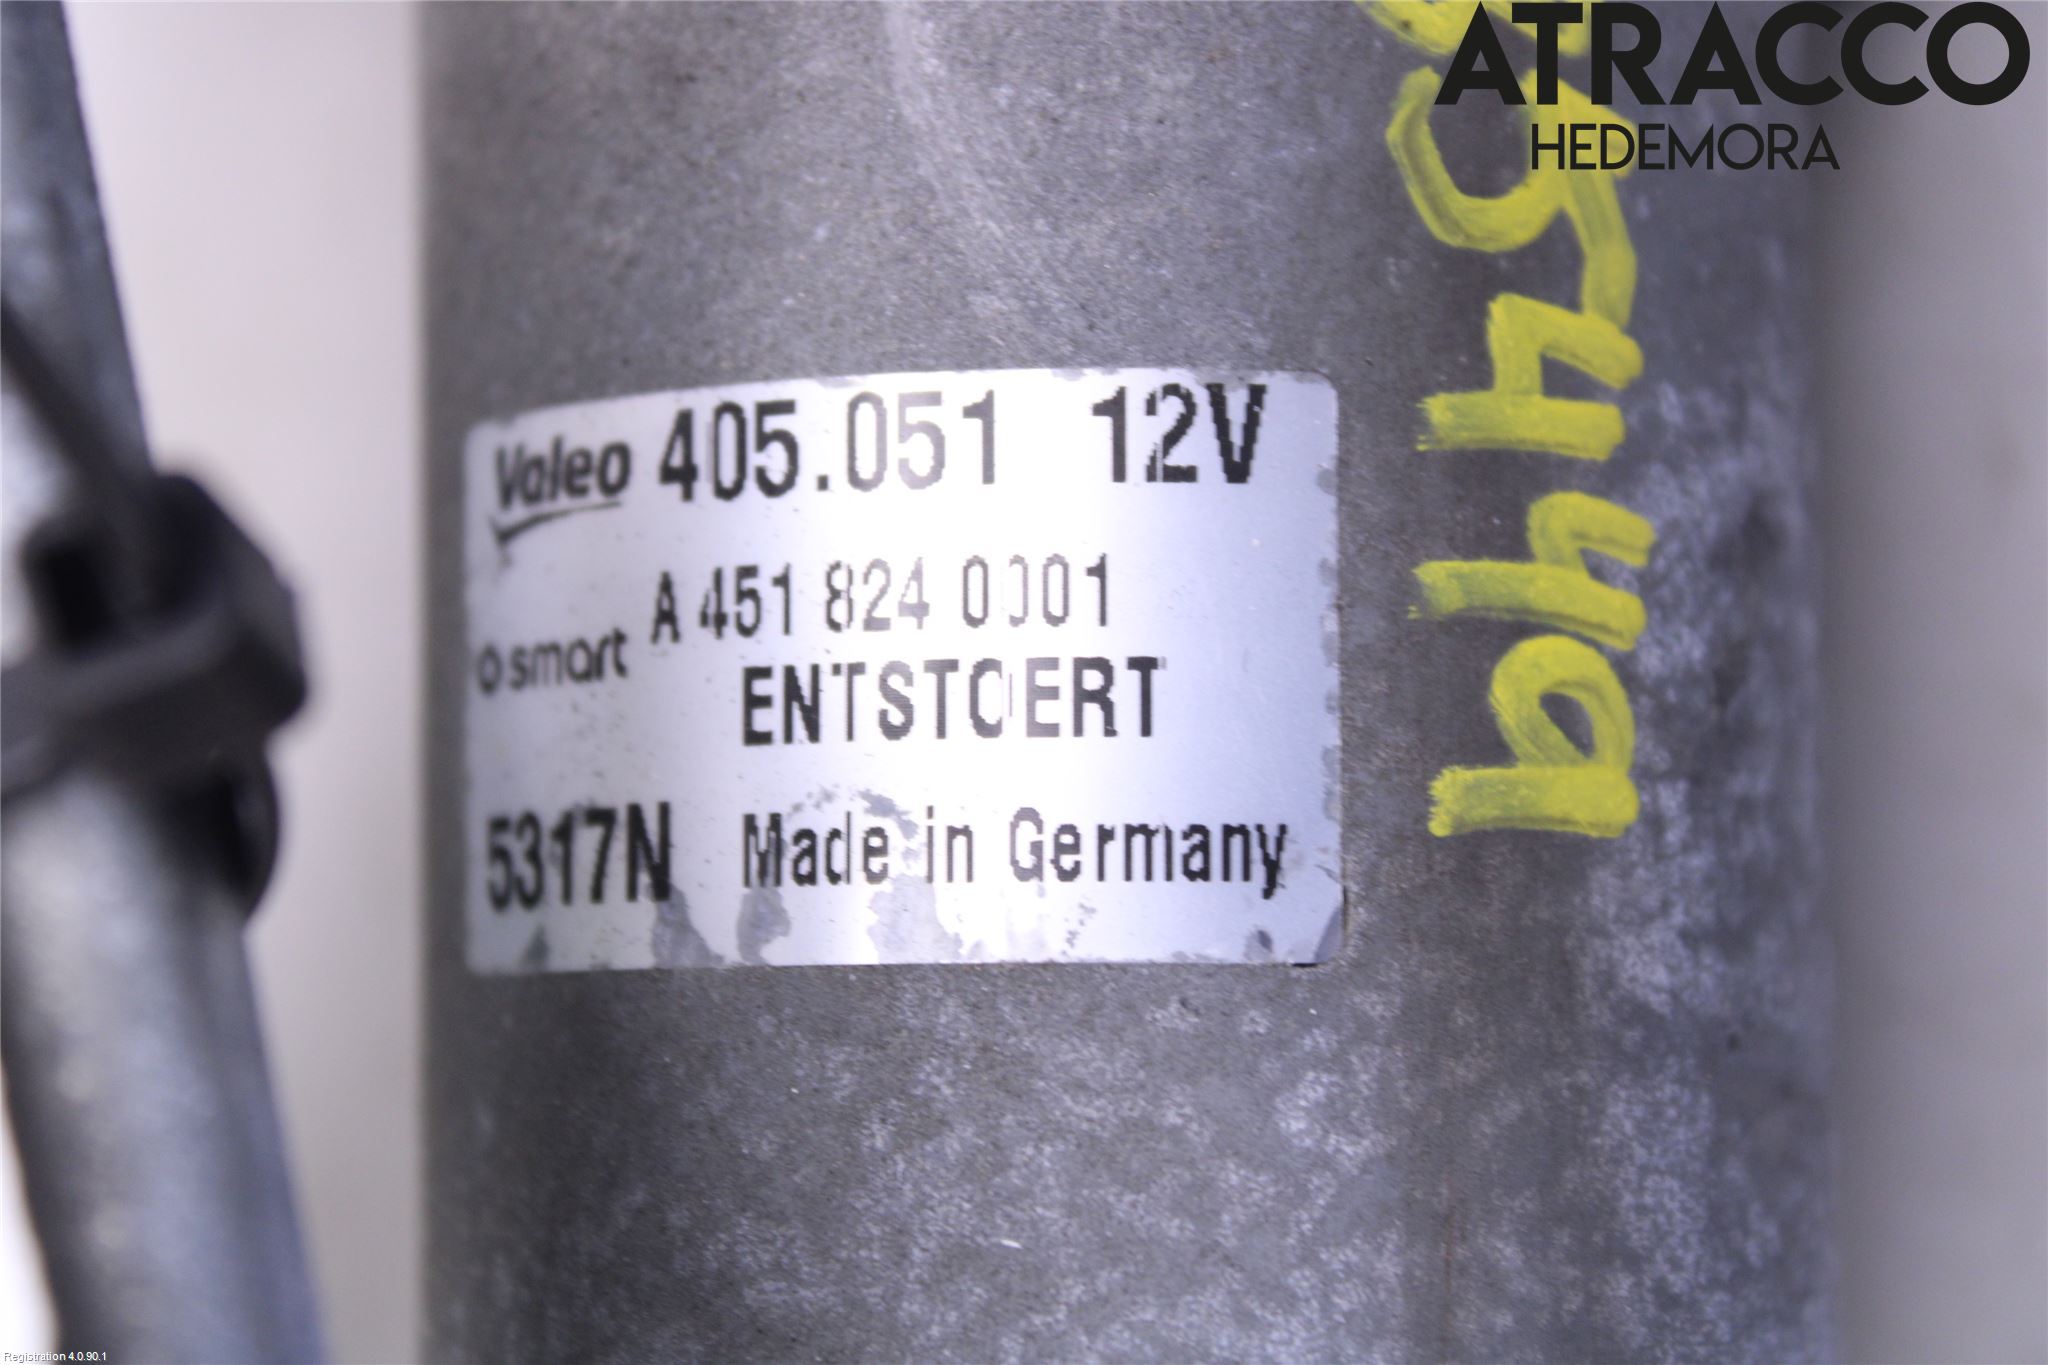 ATRACCO
HEDEMORA
Valeo 405.051 12V
A 451 824 0001
smart
ENTSTOERT
5317N Made in Germany
Registration 4.0.90.1